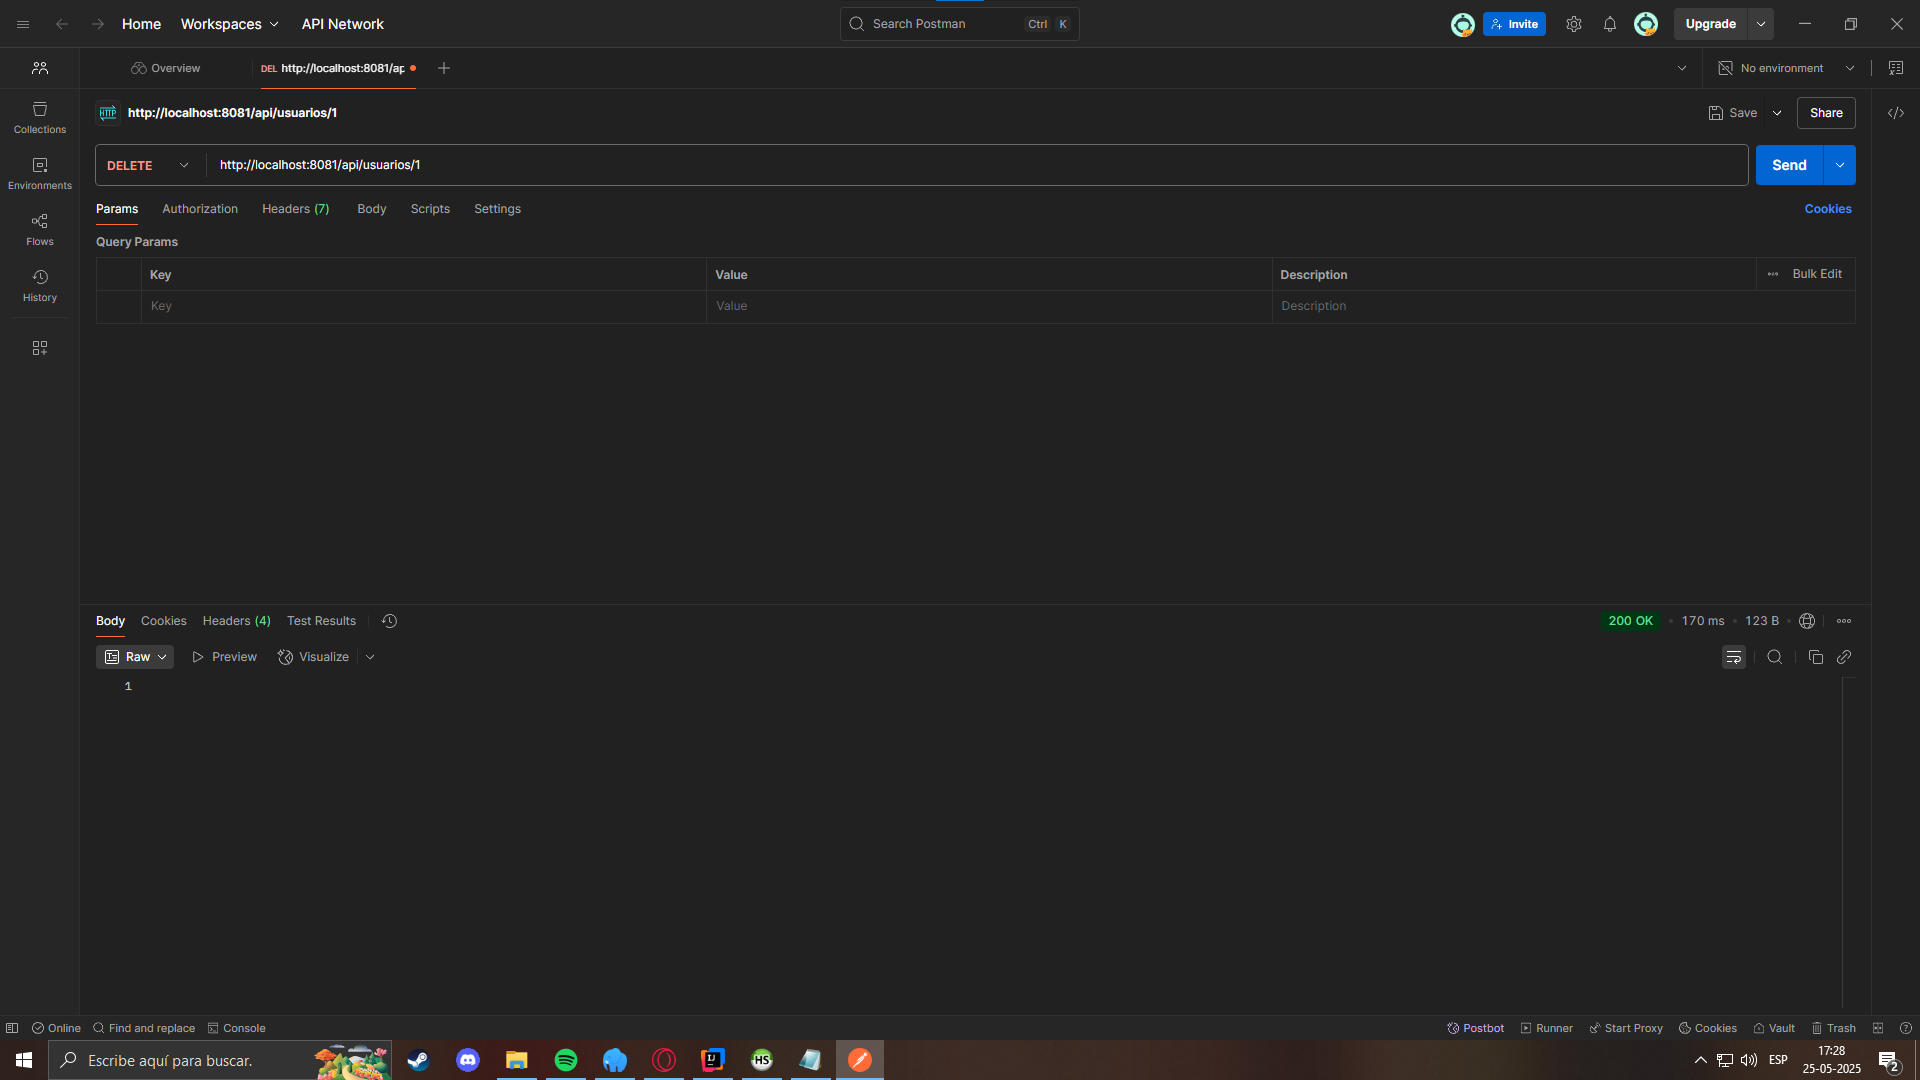 Home Workspaces API Network Search Postman Ctrl K Invite Upgrade
Overview DEL http://localhost:8081/ap No environment
HTTP http://localhost:8081/api/usuarios/1 Save Share
Collections
DELETE http://localhost:8081/api/usuarios/1 Send
Environments
Params Authorization Headers (7) Body Scripts Settings Cookies
Flows
Query Params
Key Value Description Bulk Edit
History
Key Value Description
Body Cookies Headers (4) Test Results 200 OK 170 ms 123 B
Raw Preview Visualize
1
Online Find and replace Console Postbot Runner Start Proxy Cookies Vault Trash
Escribe aquí para buscar. IJ HS ESP 17:28
25-05-2025 2